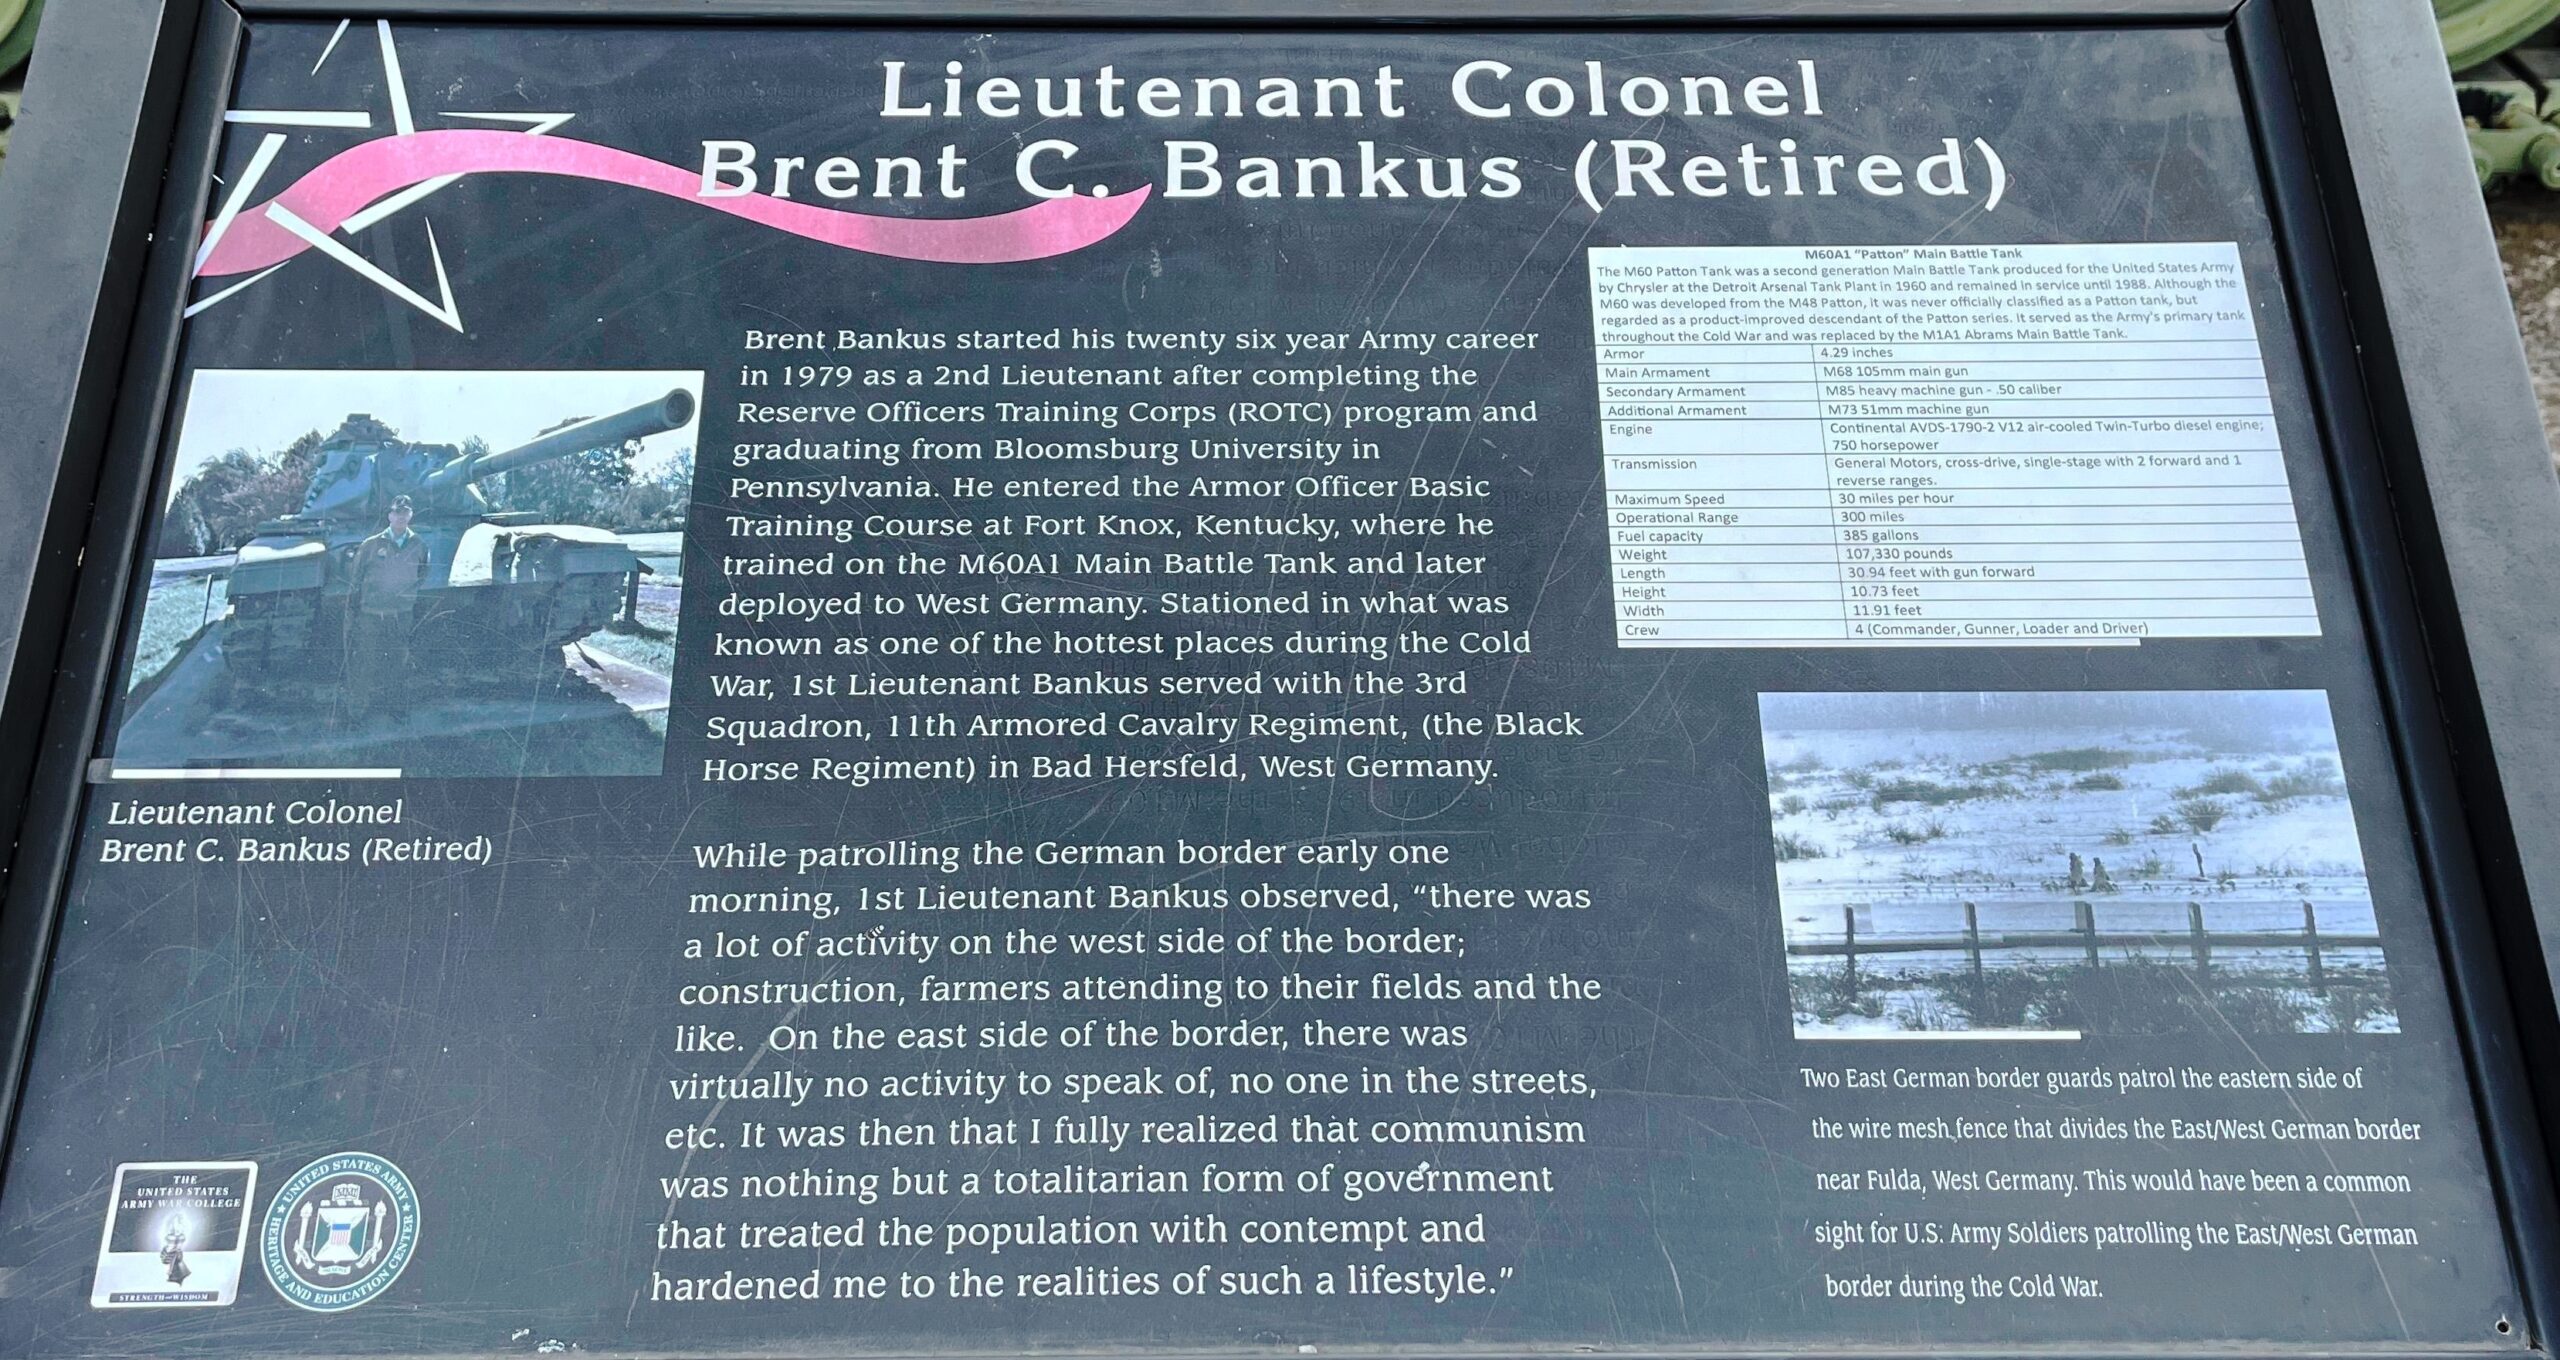 Lieutenant Colonel
Brent C. Bankus (Retired)
Brent Bankus started his twenty six year Army career
in 1979 as a 2nd Lieutenant after completing the
Reserve Officers Training Corps (ROTC) program and
graduating from Bloomsburg University in
Pennsylvania. He entered the Armor Officer Basic
Training Course at Fort Knox, Kentucky, where he
trained on the M60A1 Main Battle Tank and later
deployed to West Germany. Stationed in what was
known as one of the hottest places during the Cold
War, 1st Lieutenant Bankus served with the 3rd
Squadron, 11th Armored Cavalry Regiment, (the Black
Horse Regiment) in Bad Hersfeld, West Germany.
While patrolling the German border early one
morning, 1st Lieutenant Bankus observed, “there was
a lot of activity on the west side of the border;
construction, farmers attending to their fields and the
like. On the east side of the border, there was
virtually no activity to speak of, no one in the streets,
etc. It was then that I fully realized that communism
was nothing but a totalitarian form of government
that treated the population with contempt and
hardened me to the realities of such a lifestyle.”
Lieutenant Colonel
Brent C. Bankus (Retired)
THE
UNITED STATES
ARMY WAR COLLEGE
STRENGTH and WISDOM
UNITED STATES ARMY
HERITAGE AND EDUCATION CENTER
M60A1 “Patton” Main Battle Tank
The M60 Patton Tank was a second generation Main Battle Tank produced for the United States Army
by Chrysler at the Detroit Arsenal Tank Plant in 1960 and remained in service until 1988. Although the
M60 was developed from the M48 Patton, it was never officially classified as a Patton tank, but
regarded as a product-improved descendant of the Patton series. It served as the Army's primary tank
throughout the Cold War and was replaced by the M1A1 Abrams Main Battle Tank.
Armor 4.29 inches
Main Armament M68 105mm main gun
Secondary Armament M85 heavy machine gun - .50 caliber
Additional Armament M73 51mm machine gun
Engine Continental AVDS-1790-2 V12 air-cooled Twin-Turbo diesel engine;
750 horsepower
Transmission General Motors, cross-drive, single-stage with 2 forward and 1
reverse ranges.
Maximum Speed 30 miles per hour
Operational Range 300 miles
Fuel capacity 385 gallons
Weight 107,330 pounds
Length 30.94 feet with gun forward
Height 10.73 feet
Width 11.91 feet
Crew 4 (Commander, Gunner, Loader and Driver)
Two East German border guards patrol the eastern side of
the wire mesh fence that divides the East/West German border
near Fulda, West Germany. This would have been a common
sight for U.S. Army Soldiers patrolling the East/West German
border during the Cold War.